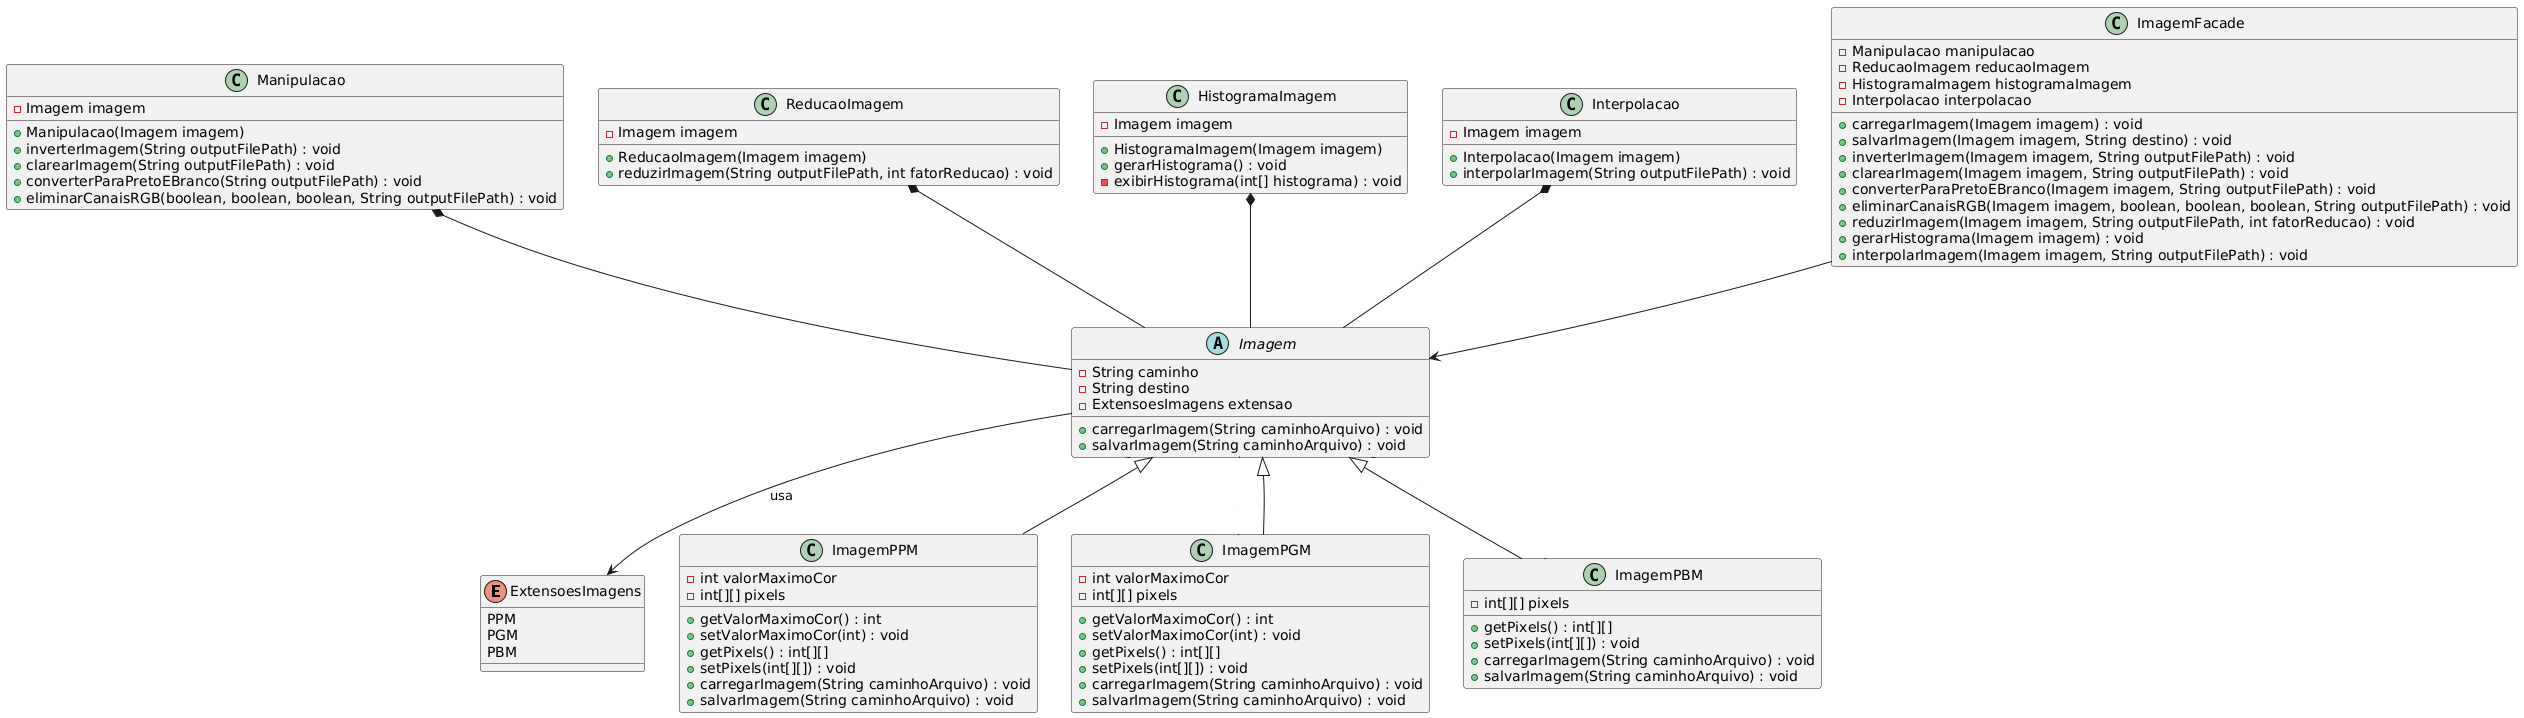 C Manipulacao
Imagem imagem
Manipulacao(Imagem imagem)
inverterImagem(String outputFilePath) : void
clarearImagem(String outputFilePath) : void
converterParaPretoEBranco(String outputFilePath) : void
eliminarCanaisRGB(boolean, boolean, boolean, String outputFilePath) : void
C ReducaoImagem
Imagem imagem
ReducaoImagem(Imagem imagem)
reduzirImagem(String outputFilePath, int fatorReducao) : void
C HistogramaImagem
Imagem imagem
HistogramaImagem(Imagem imagem)
gerarHistograma() : void
exibirHistograma(int[] histograma) : void
C Interpolacao
Imagem imagem
Interpolacao(Imagem imagem)
interpolarImagem(String outputFilePath) : void
C ImagemFacade
Manipulacao manipulacao
ReducaoImagem reducaoImagem
HistogramaImagem histogramaImagem
Interpolacao interpolacao
carregarImagem(Imagem imagem) : void
salvarImagem(Imagem imagem, String destino) : void
inverterImagem(Imagem imagem, String outputFilePath) : void
clarearImagem(Imagem imagem, String outputFilePath) : void
converterParaPretoEBranco(Imagem imagem, String outputFilePath) : void
eliminarCanaisRGB(Imagem imagem, boolean, boolean, boolean, String outputFilePath) : void
reduzirImagem(Imagem imagem, String outputFilePath, int fatorReducao) : void
gerarHistograma(Imagem imagem) : void
interpolarImagem(Imagem imagem, String outputFilePath) : void
A Imagem
String caminho
String destino
ExtensoesImagens extensao
carregarImagem(String caminhoArquivo) : void
salvarImagem(String caminhoArquivo) : void
usa
E ExtensoesImagens
PPM
PGM
PBM
C ImagemPPM
int valorMaximoCor
int[][] pixels
getValorMaximoCor() : int
setValorMaximoCor(int) : void
getPixels() : int[][]
setPixels(int[][]) : void
carregarImagem(String caminhoArquivo) : void
salvarImagem(String caminhoArquivo) : void
C ImagemPGM
int valorMaximoCor
int[][] pixels
getValorMaximoCor() : int
setValorMaximoCor(int) : void
getPixels() : int[][]
setPixels(int[][]) : void
carregarImagem(String caminhoArquivo) : void
salvarImagem(String caminhoArquivo) : void
C ImagemPBM
int[][] pixels
getPixels() : int[][]
setPixels(int[][]) : void
carregarImagem(String caminhoArquivo) : void
salvarImagem(String caminhoArquivo) : void